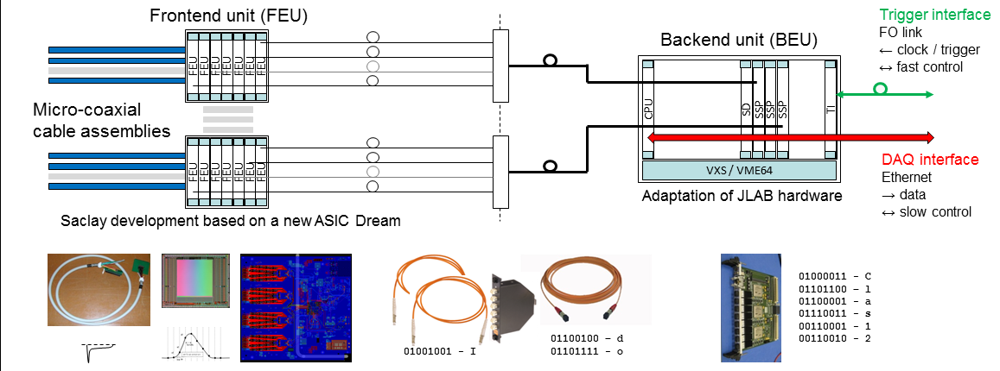 Frontend unit (FEU)
Trigger interface
FO link
← clock / trigger
↔ fast control
Backend unit (BEU)
FEU FEU FEU FEU FEU FEU FEU
Micro-coaxial
cable assemblies
CPU SD SSP SSP SSP TI
FEU FEU FEU FEU FEU FEU FEU
VXS / VME64
DAQ interface
Ethernet
→ data
↔ slow control
Adaptation of JLAB hardware
Saclay development based on a new ASIC Dream
01000011 - C
01101100 - l
01100001 - a
01110011 - s
00110001 - 1
00110010 - 2
01001001 - I
01100100 - d
01101111 - o